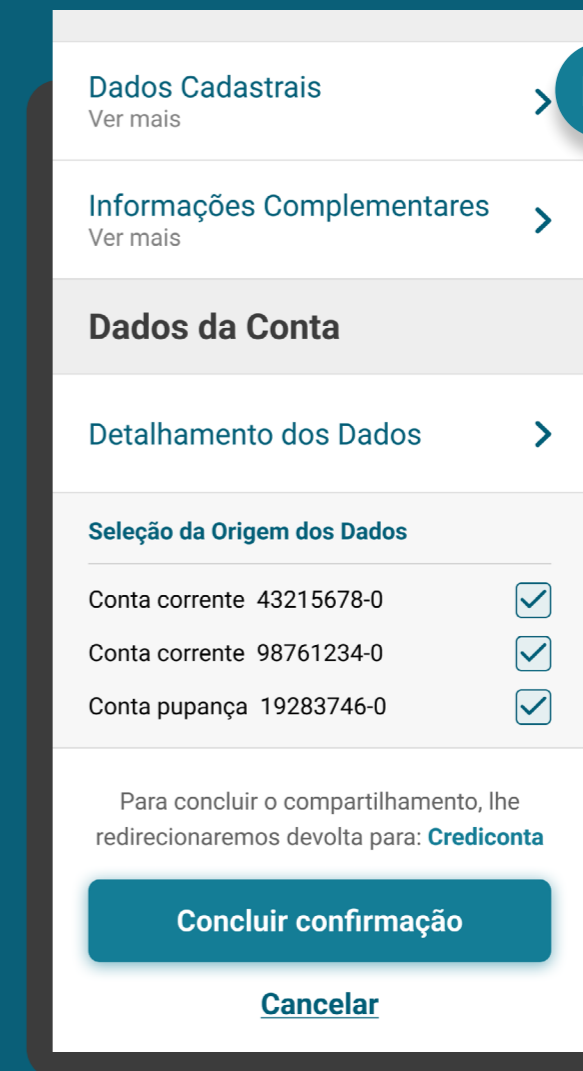 Dados Cadastrais
Ver mais
Informações Complementares
Ver mais
Dados da Conta
Detalhamento dos Dados
Seleção da Origem dos Dados
Conta corrente 43215678-0
Conta corrente 98761234-0
Conta pupança 19283746-0
Para concluir o compartilhamento, lhe
redirecionaremos devolta para: Crediconta
Concluir confirmação
Cancelar